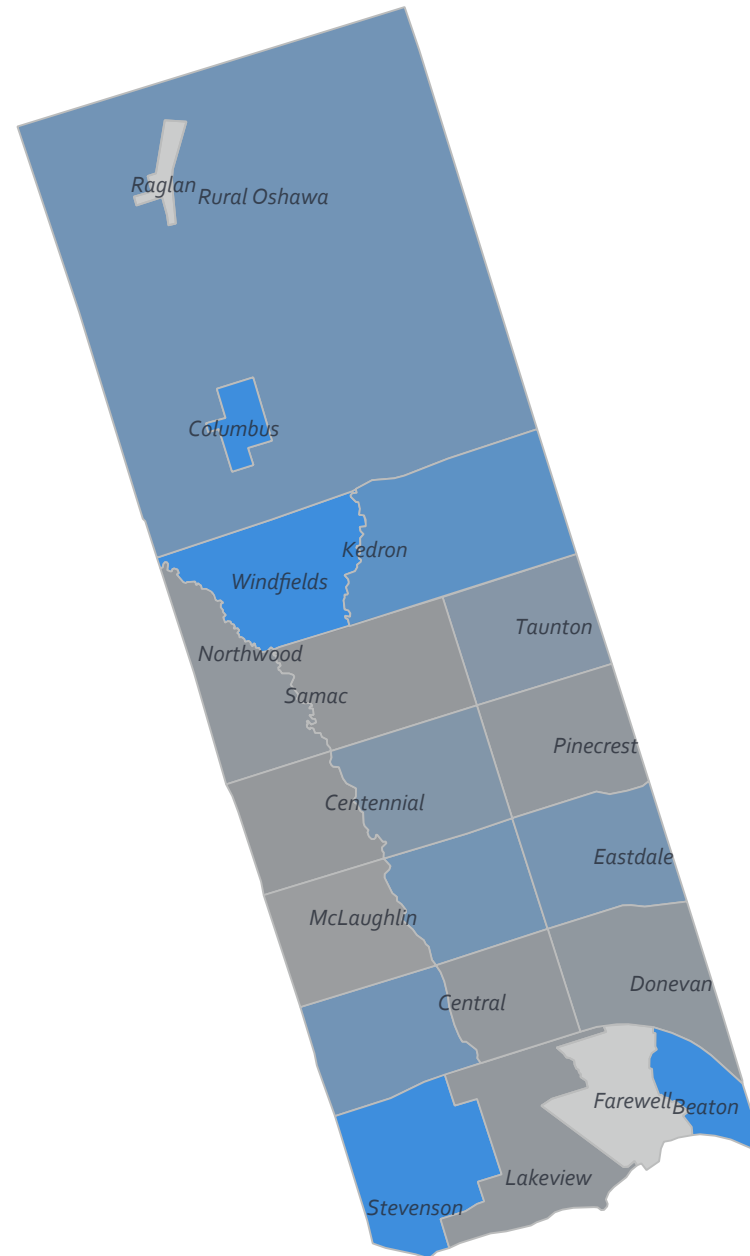 Raglan
Rural Oshawa
Columbus
Kedron
Windfields
Taunton
Northwood
Samac
Pinecrest
Centennial
Eastdale
McLaughlin
Donevan
Central
Farewell
Beaton
Lakeview
Stevenson